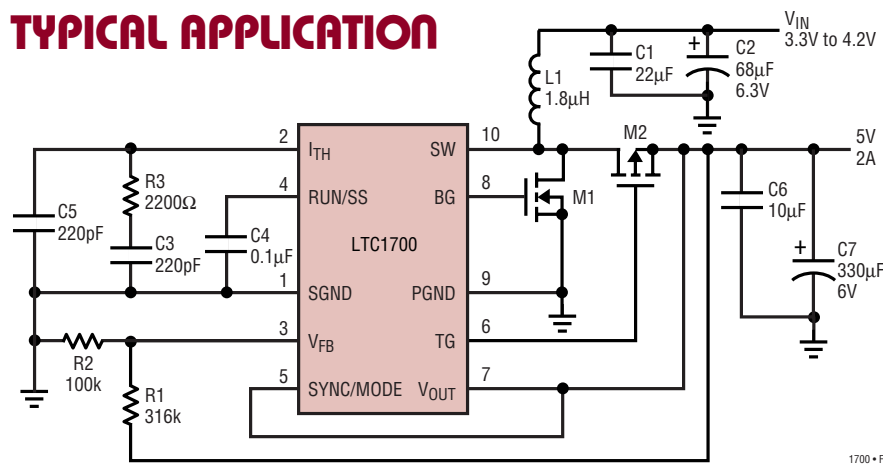 TYPICAL APPLICATION
VIN
3.3V to 4.2V
C1
22µF
C2
68µF
6.3V
+
L1
1.8µH
2
ITH
SW
10
M2
5V
2A
R3
2200Ω
4
RUN/SS
BG
8
M1
C6
10µF
C5
220pF
C3
220pF
C4
0.1µF
LTC1700
+
C7
330µF
6V
1
SGND
PGND
9
3
VFB
TG
6
R2
100k
R1
316k
5
SYNC/MODE
VOUT
7
1700 • F